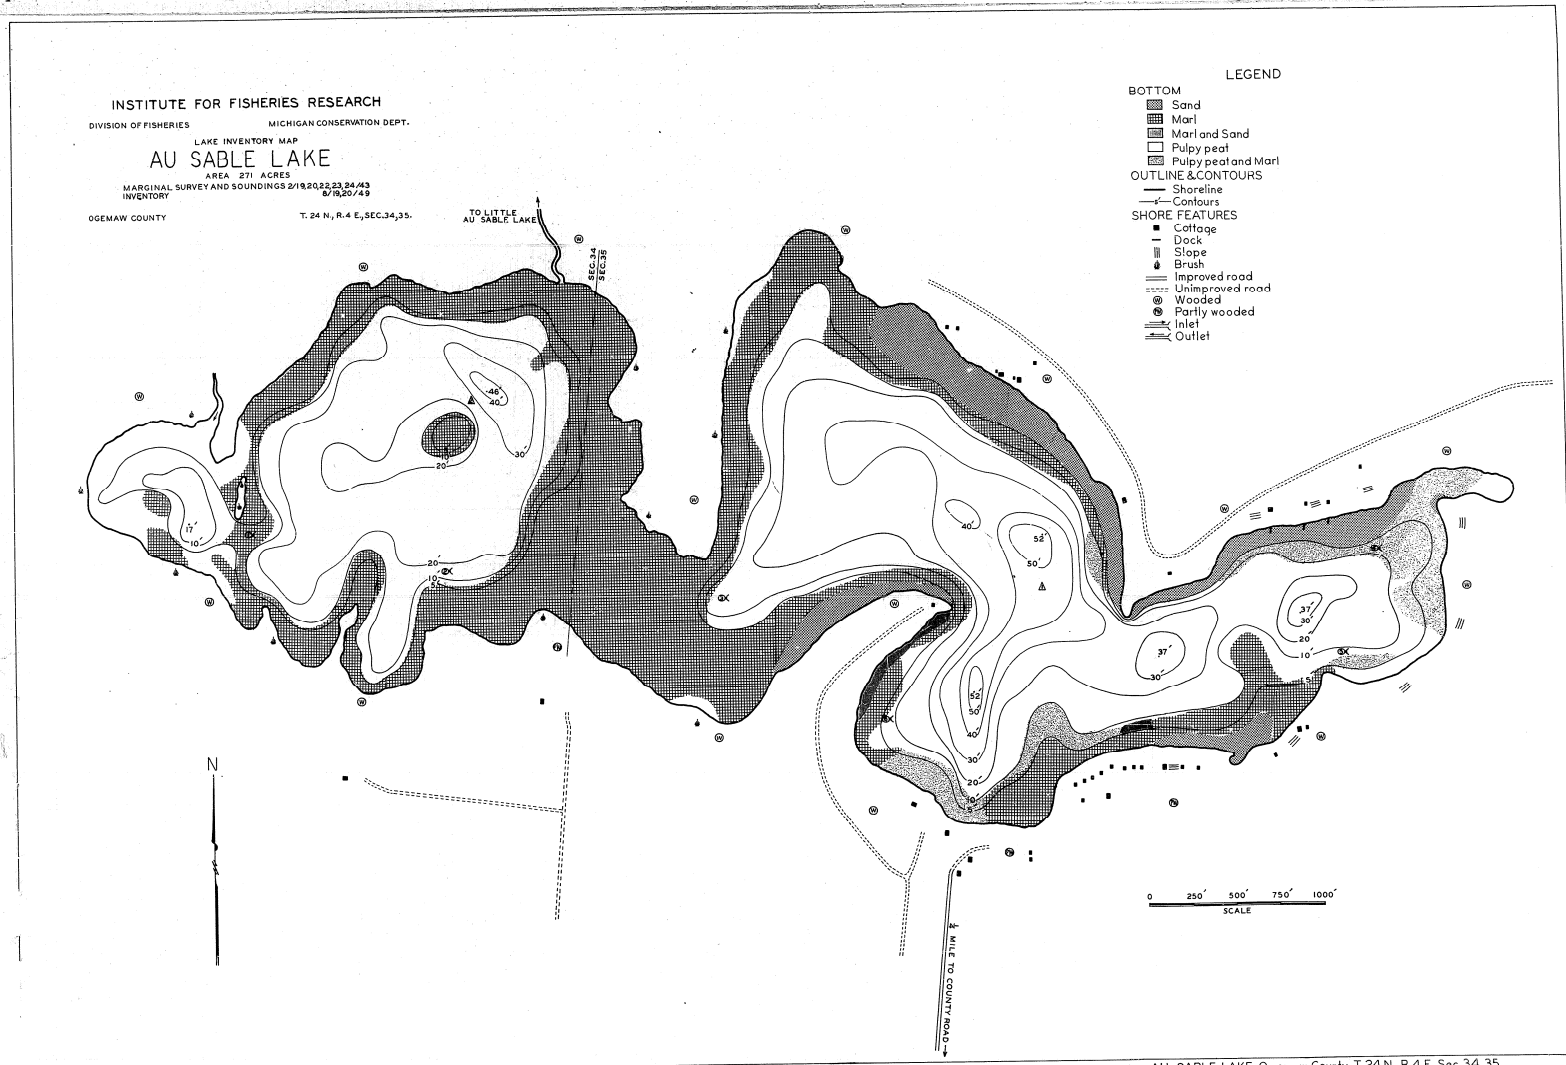 INSTITUTE FOR FISHERIES RESEARCH
DIVISION OF FISHERIES MICHIGAN CONSERVATION DEPT.
LAKE INVENTORY MAP
AU SABLE LAKE
AREA 271 ACRES
MARGINAL SURVEY AND SOUNDINGS 2/19,20,22,23,24/43
INVENTORY 8/19,20/49
OGEMAW COUNTY T. 24 N., R. 4 E., SEC. 34,35.
TO LITTLE
AU SABLE LAKE
SEC. 34
SEC. 35
LEGEND
BOTTOM
Sand
Marl
Marl and Sand
Pulpy peat
Pulpy peat and Marl
OUTLINE & CONTOURS
Shoreline
5' Contours
SHORE FEATURES
Cottage
Dock
Slope
Brush
Improved road
Unimproved road
W Wooded
PW Partly wooded
Inlet
Outlet
46'
40'
30'
10'
20'
17'
10'
20'
10'
5'
40'
52'
50'
37'
30'
20'
10'
5'
37'
30'
52'
50'
40'
30'
20'
10'
5'
N
0 250' 500' 750' 1000'
SCALE
MILE TO COUNTY ROAD